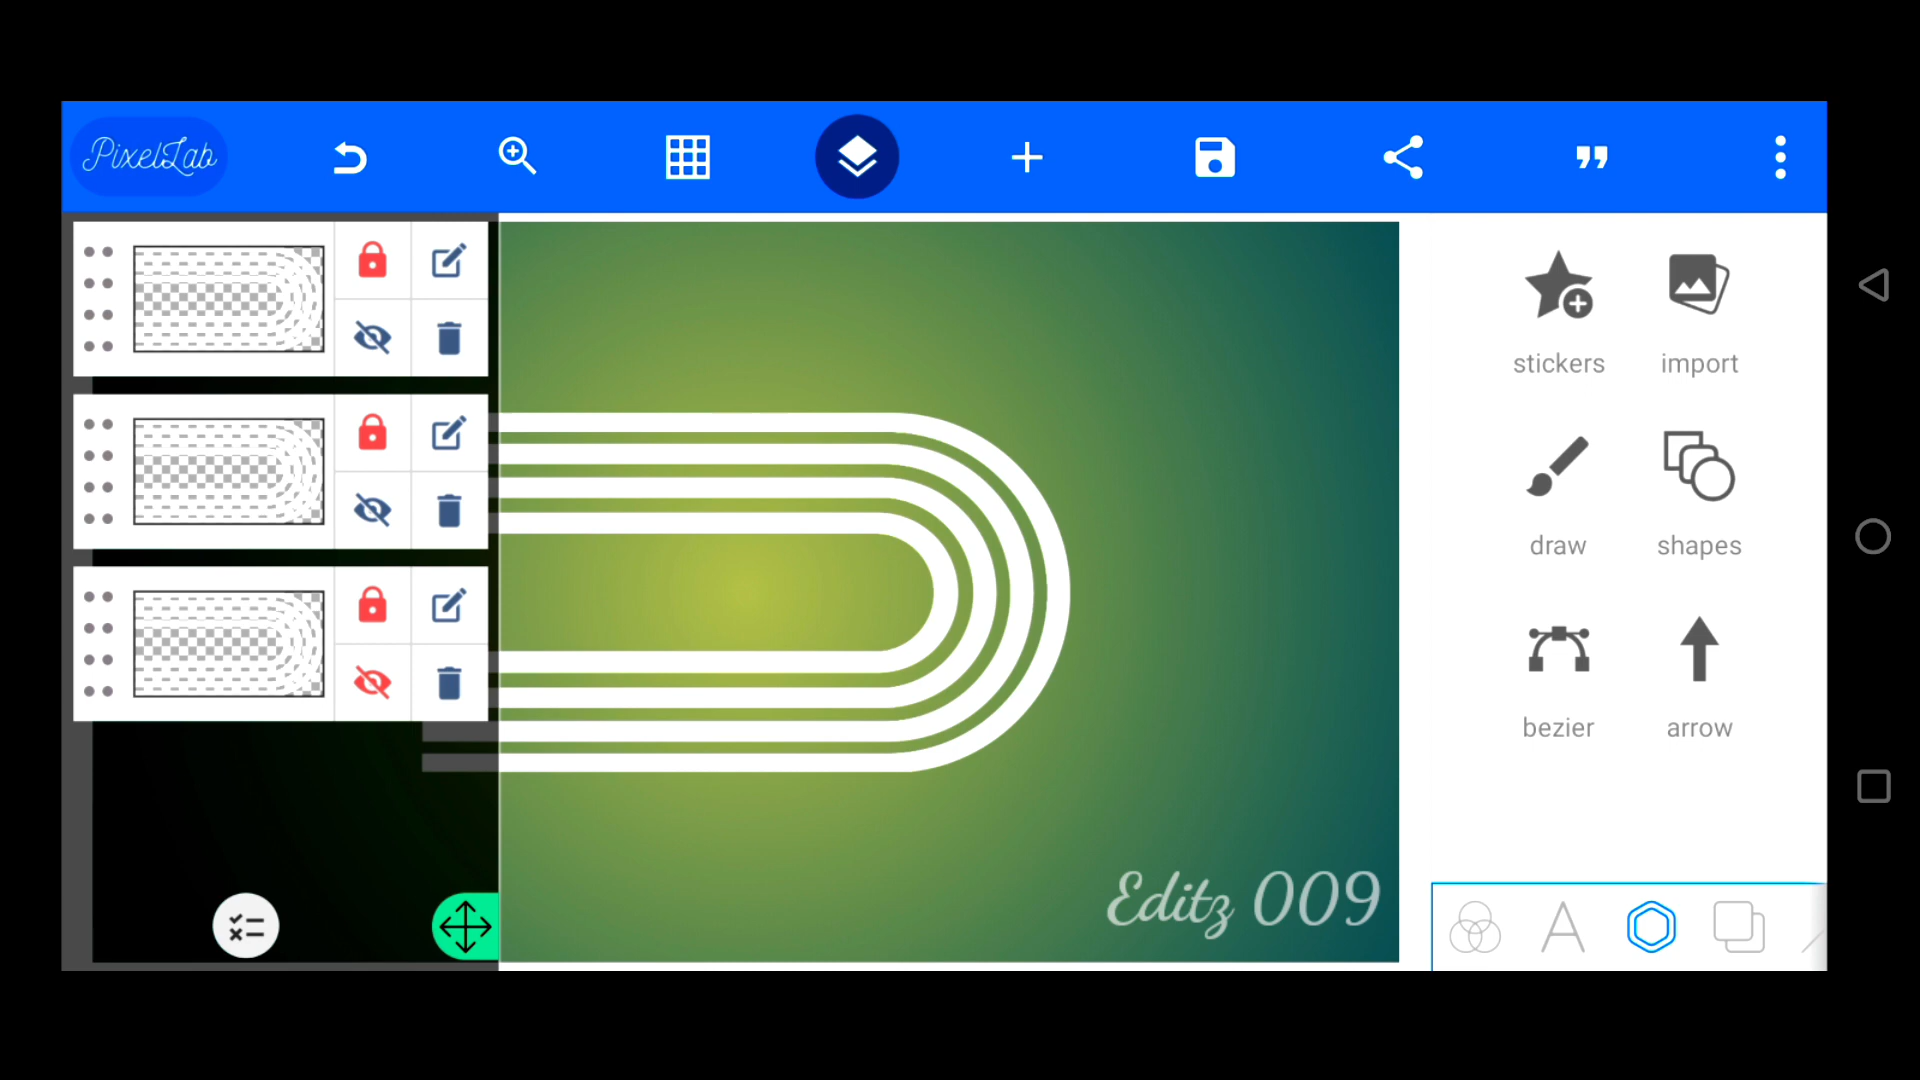 PixelLab
stickers
import
draw
shapes
bezier
arrow
Editz 009